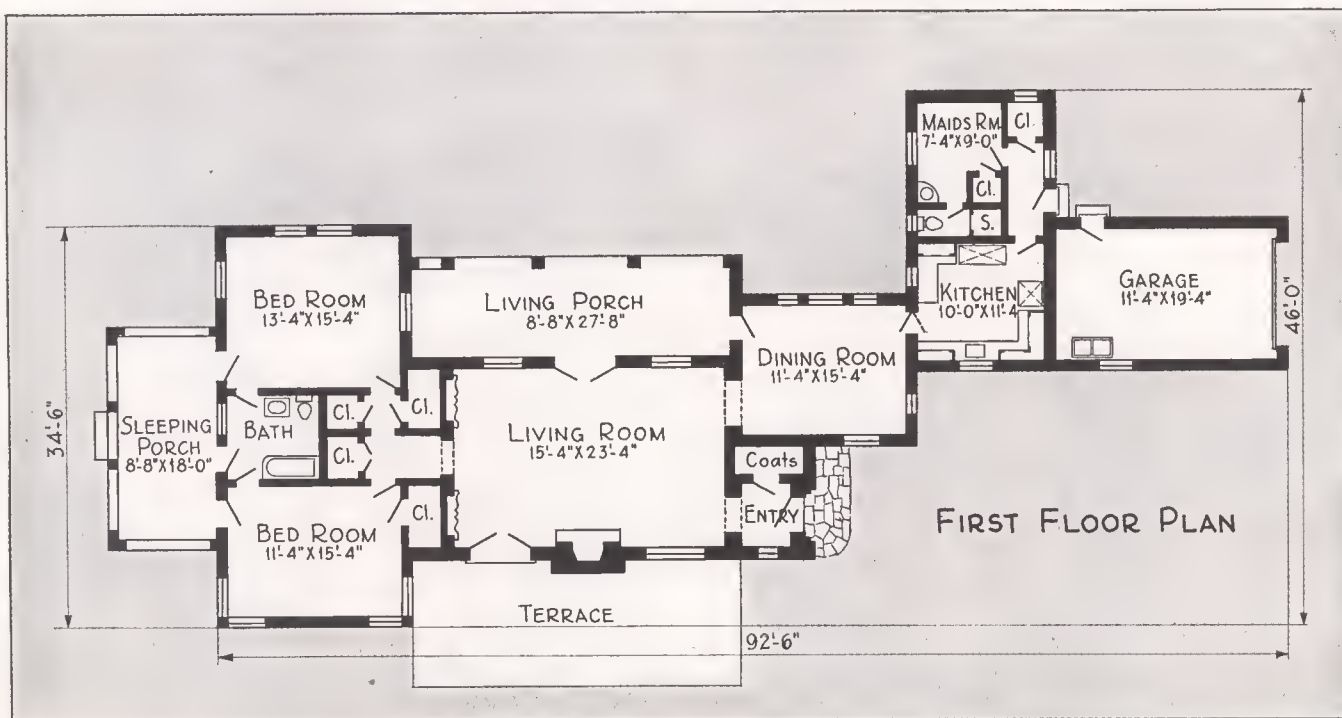 MAIDS RM.
7'-4"X9'-0"
Cl.
Cl.
S.
BED ROOM
13'-4"X15'-4"
LIVING PORCH
8'-8"X27'-8"
KITCHEN
10'-0"X11'-4
GARAGE
11'-4"X19'-4"
46'-0"
DINING ROOM
11'-4"X15'-4"
34'-6"
SLEEPING
PORCH
8'-8"X18'-0"
BATH
Cl.
Cl.
Cl.
LIVING ROOM
15'-4"X23'-4"
Coats
ENTRY
Cl.
BED ROOM
11'-4"X15'-4"
FIRST FLOOR PLAN
TERRACE
92'-6"